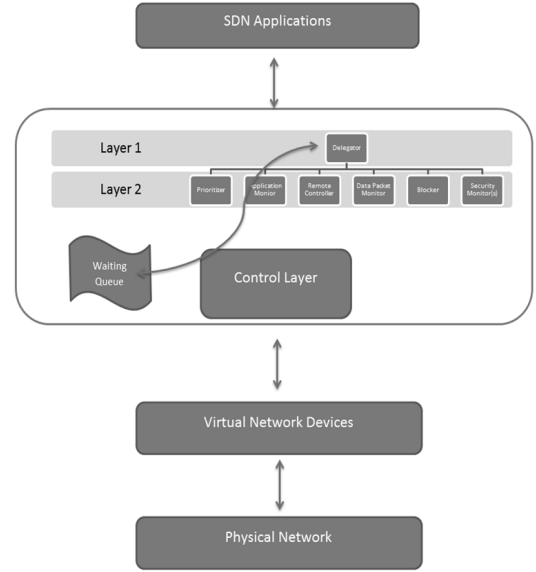 SDN Applications
Layer 1
Delegator
Layer 2
Prioritizer
Application
Monior
Remote
Controller
Data Packet
Monitor
Blocker
Security
Monitor(s)
Waiting
Queue
Control Layer
Virtual Network Devices
Physical Network